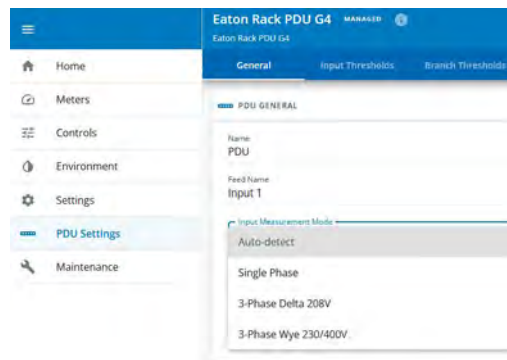 Eaton Rack PDU G4 MANAGED
Eaton Rack PDU G4
General Input Thresholds Branch Thresholds
Home
Meters
Controls
Environment
Settings
PDU Settings
Maintenance
PDU GENERAL
Name
PDU
Feed Name
Input 1
Input Measurement Mode
Auto-detect
Single Phase
3-Phase Delta 208V
3-Phase Wye 230/400V